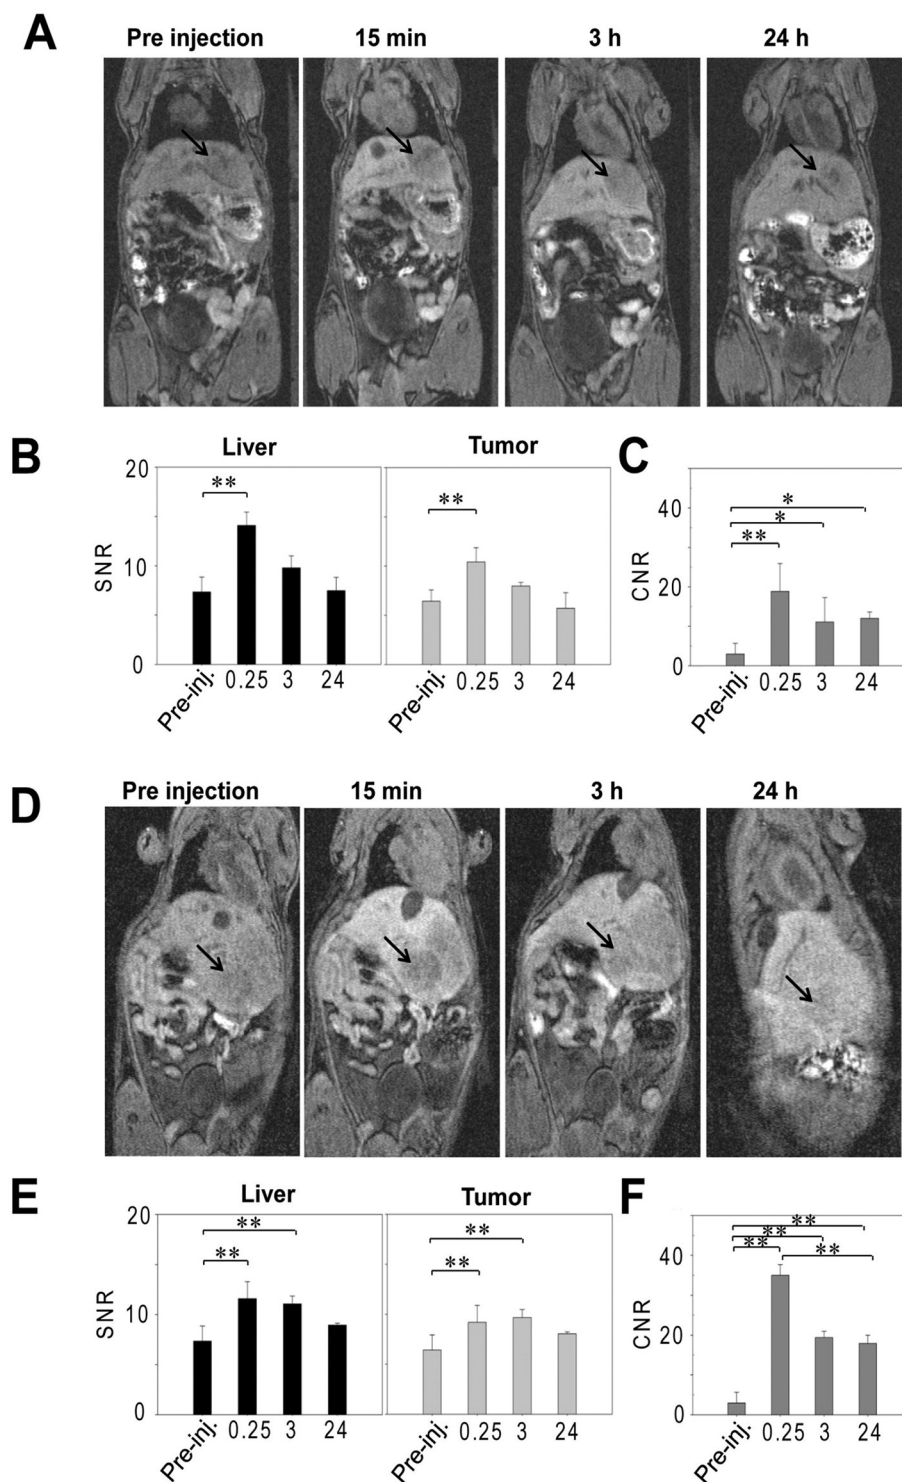 A
Pre injection 15 min 3 h 24 h
B
Liver Tumor
C
SNR
20
10
0
**
**
Pre-inj. 0.25 3 24
Pre-inj. 0.25 3 24
CNR
40
20
0
*
*
**
Pre-inj. 0.25 3 24
D
Pre injection 15 min 3 h 24 h
E
Liver Tumor
F
SNR
20
10
0
**
**
**
**
Pre-inj. 0.25 3 24
Pre-inj. 0.25 3 24
CNR
40
20
0
**
**
** **
Pre-inj. 0.25 3 24